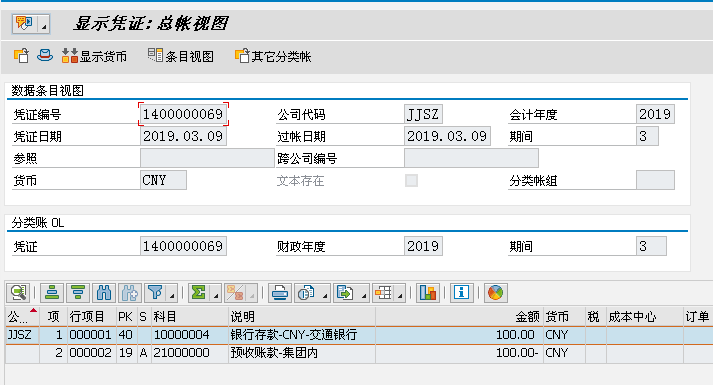 显示凭证:总帐视图
显示货币 条目视图 其它分类帐
数据条目视图
凭证编号 1400000069 公司代码 JJSZ 会计年度 2019
凭证日期 2019.03.09 过帐日期 2019.03.09 期间 3
参照 跨公司编号
货币 CNY 文本存在 分类帐组
分类账 0L
凭证 1400000069 财政年度 2019 期间 3
公... 项 行项目 PK S 科目 说明 金额 货币 税 成本中心 订单
JJSZ 1 000001 40 10000004 银行存款-CNY-交通银行 100.00 CNY
2 000002 19 A 21000000 预收账款-集团内 100.00- CNY